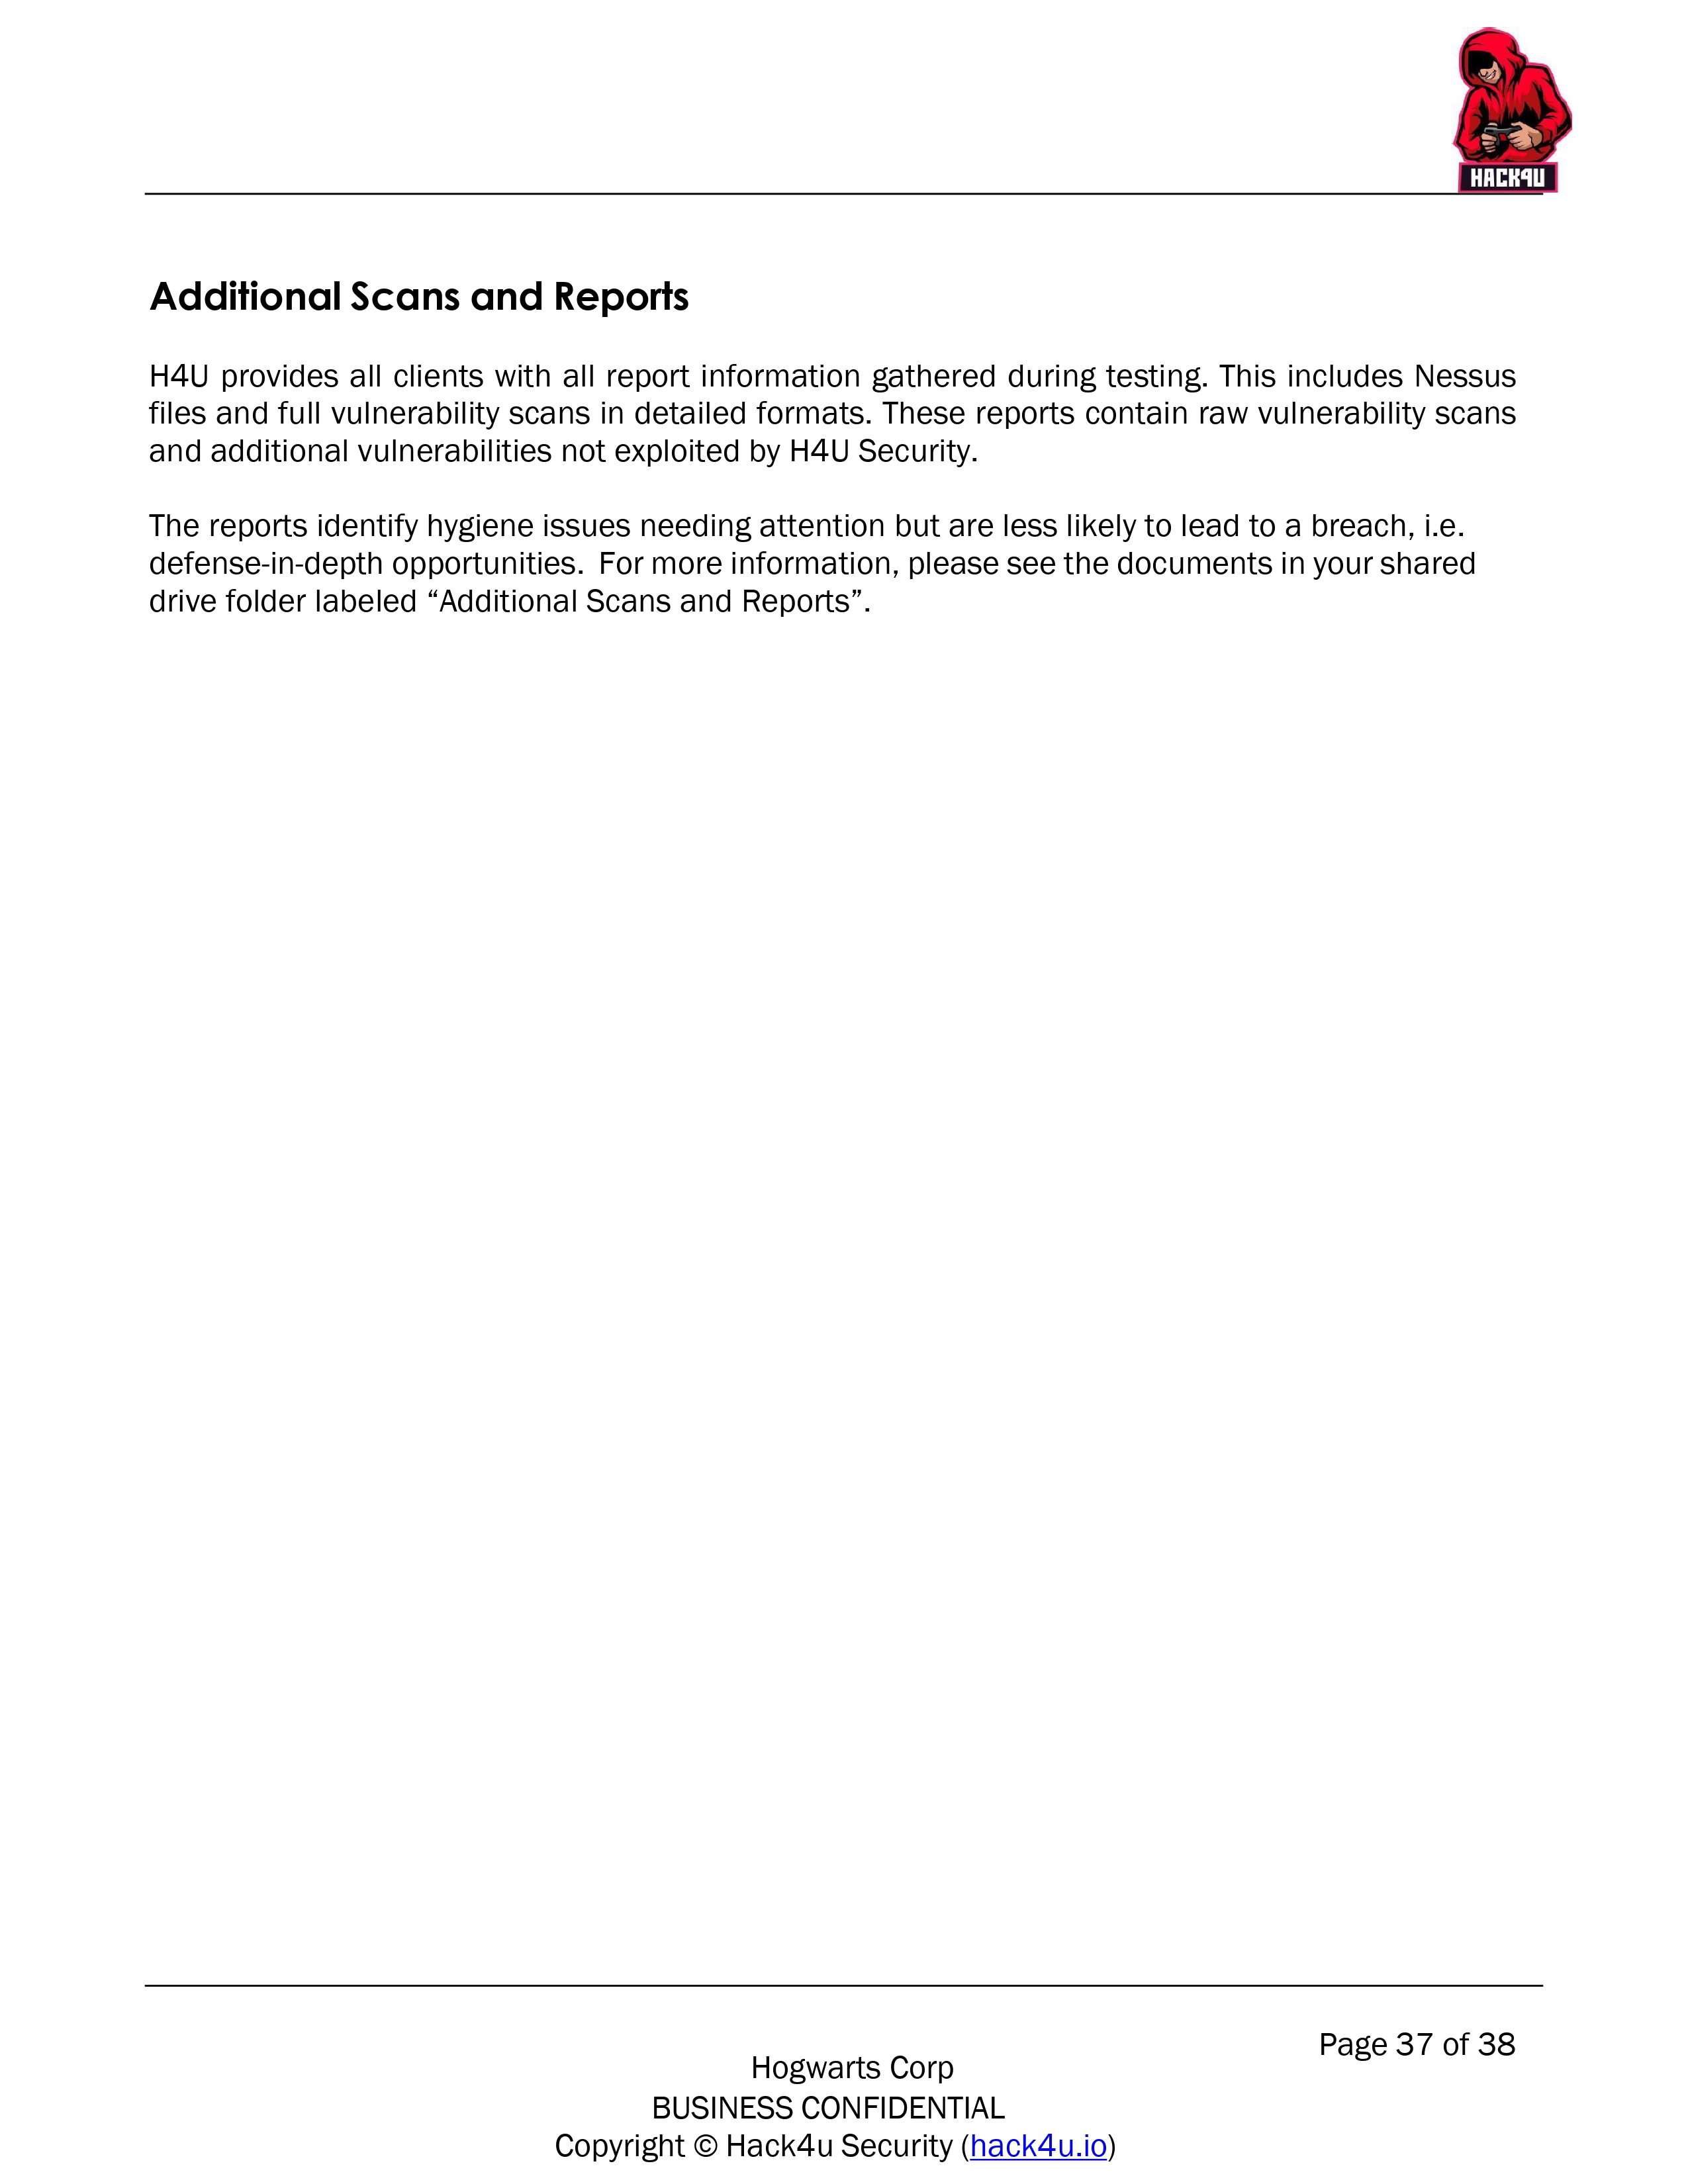 HACK4U
Additional Scans and Reports
H4U provides all clients with all report information gathered during testing. This includes Nessus
files and full vulnerability scans in detailed formats. These reports contain raw vulnerability scans
and additional vulnerabilities not exploited by H4U Security.
The reports identify hygiene issues needing attention but are less likely to lead to a breach, i.e.
defense-in-depth opportunities.  For more information, please see the documents in your shared
drive folder labeled “Additional Scans and Reports”.
Page 37 of 38
Hogwarts Corp
BUSINESS CONFIDENTIAL
Copyright © Hack4u Security (hack4u.io)